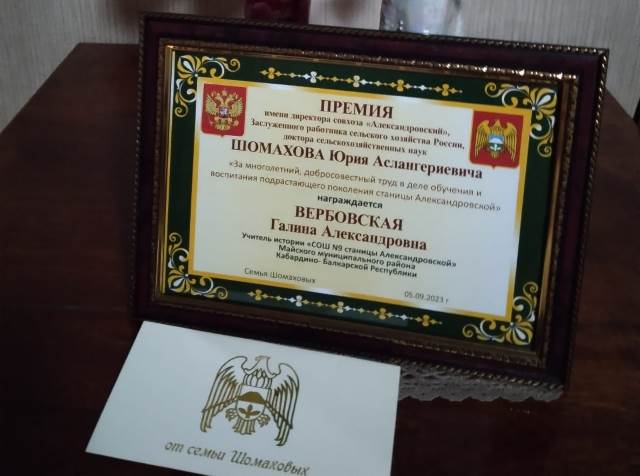 ПРЕМИЯ
имени директора совхоза «Александровский»,
Заслуженного работника сельского хозяйства России,
доктора сельскохозяйственных наук
ШОМАХОВА Юрия Аслангериевича
«За многолетний, добросовестный труд в деле обучения и
воспитания подрастающего поколения станицы Александровской»
награждается
ВЕРБОВСКАЯ
Галина Александровна
Учитель истории «СОШ N9 станицы Александровской»
Майского муниципального района
Кабардино- Балкарской Республики
Семья Шомаховых
05.09.2023 г
от семьи Шомаховых